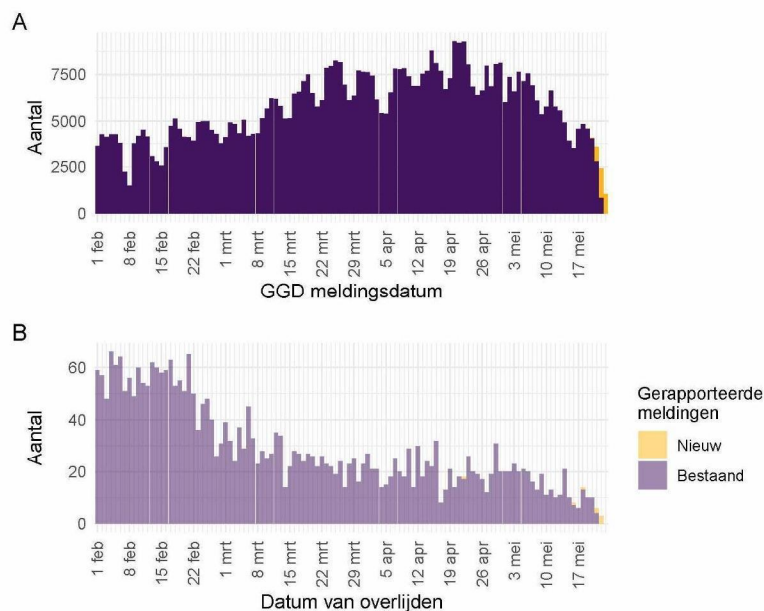 A
Aantal
7500
5000
2500
0
1 feb
8 feb
15 feb
22 feb
1 mrt
8 mrt
15 mrt
22 mrt
29 mrt
5 apr
12 apr
19 apr
26 apr
3 mei
10 mei
17 mei
GGD meldingsdatum
B
Aantal
60
40
20
0
1 feb
8 feb
15 feb
22 feb
1 mrt
8 mrt
15 mrt
22 mrt
29 mrt
5 apr
12 apr
19 apr
26 apr
3 mei
10 mei
17 mei
Datum van overlijden
Gerapporteerde
meldingen
Nieuw
Bestaand